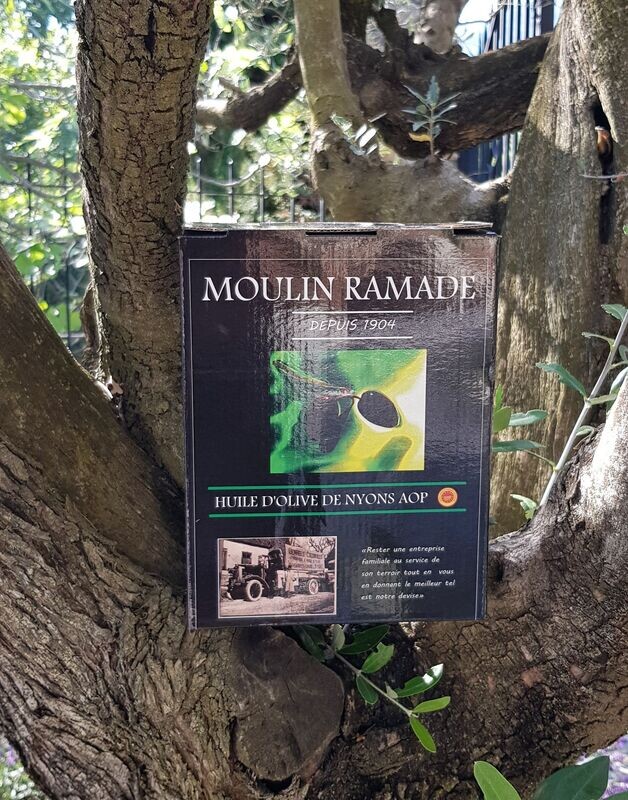 MOULIN RAMADE
DEPUIS 1904
HUILE D'OLIVE DE NYONS AOP
«Rester une entreprise
familiale au service de
son terroir tout en vous
en donnant le meilleur tel
est notre devise»